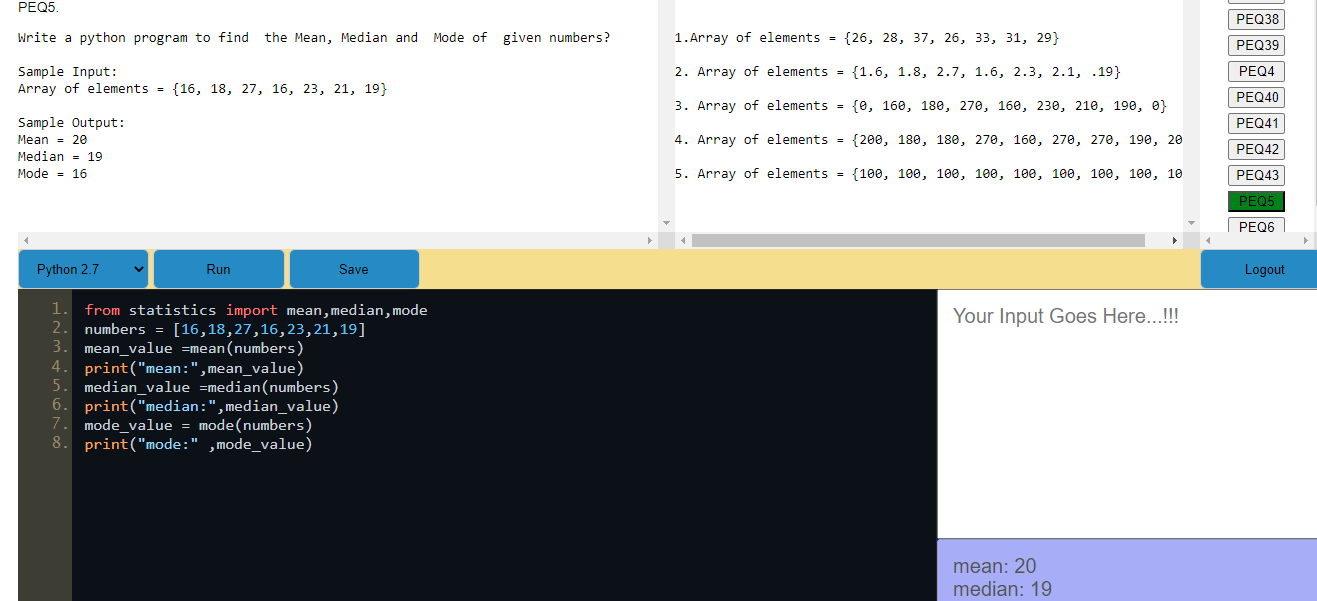 PEQ5.
Write a python program to find  the Mean, Median and  Mode of  given numbers?
Sample Input:
Array of elements = {16, 18, 27, 16, 23, 21, 19}
Sample Output:
Mean = 20
Median = 19
Mode = 16
1.Array of elements = {26, 28, 37, 26, 33, 31, 29}
2. Array of elements = {1.6, 1.8, 2.7, 1.6, 2.3, 2.1, .19}
3. Array of elements = {0, 160, 180, 270, 160, 230, 210, 190, 0}
4. Array of elements = {200, 180, 180, 270, 160, 270, 270, 190, 20
5. Array of elements = {100, 100, 100, 100, 100, 100, 100, 100, 10
PEQ38
PEQ39
PEQ4
PEQ40
PEQ41
PEQ42
PEQ43
PEQ5
PEQ6
Python 2.7
Run
Save
Logout
1. from statistics import mean,median,mode
2. numbers = [16,18,27,16,23,21,19]
3. mean_value =mean(numbers)
4. print("mean:",mean_value)
5. median_value =median(numbers)
6. print("median:",median_value)
7. mode_value = mode(numbers)
8. print("mode:" ,mode_value)
Your Input Goes Here...!!!
mean: 20
median: 19